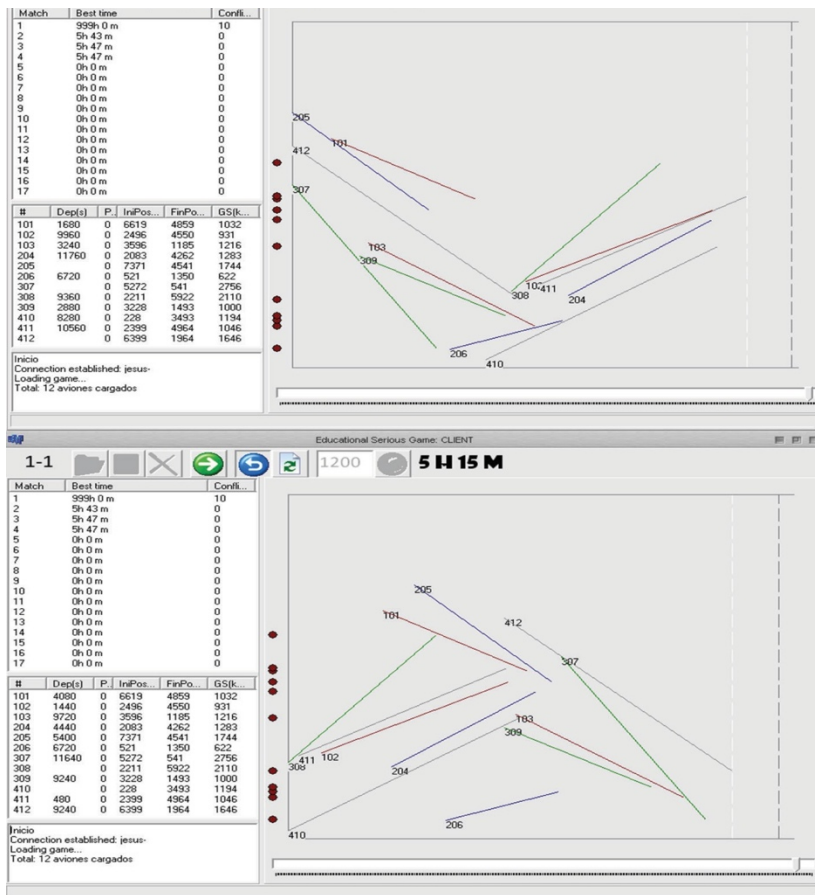 Match Best time Confli...
1 999h 0 m 10
2 5h 43 m 0
3 5h 47 m 0
4 5h 47 m 0
5 0h 0 m 0
6 0h 0 m 0
7 0h 0 m 0
8 0h 0 m 0
9 0h 0 m 0
10 0h 0 m 0
11 0h 0 m 0
12 0h 0 m 0
13 0h 0 m 0
14 0h 0 m 0
15 0h 0 m 0
16 0h 0 m 0
17 0h 0 m 0
# Dep(s) P.. IniPos... FinPo... GS(k...
101 1680 0 6619 4859 1032
102 9960 0 2496 4550 931
103 3240 0 3596 1185 1216
204 11760 0 2083 4262 1283
205 0 7371 4541 1744
206 6720 0 521 1350 622
307 0 5272 541 2756
308 9360 0 2211 5922 2110
309 2880 0 3228 1493 1000
410 8280 0 228 3493 1194
411 10560 0 2399 4964 1046
412 0 6399 1964 1646
Inicio
Connection established: jesus-
Loading game...
Total: 12 aviones cargados
205
101
412
307
103
309
308
411
204
206
410
Educational Serious Game: CLIENT
1-1 1200 5 H 15 M
Match Best time Confli...
1 999h 0 m 10
2 5h 43 m 0
3 5h 47 m 0
4 5h 47 m 0
5 0h 0 m 0
6 0h 0 m 0
7 0h 0 m 0
8 0h 0 m 0
9 0h 0 m 0
10 0h 0 m 0
11 0h 0 m 0
12 0h 0 m 0
13 0h 0 m 0
14 0h 0 m 0
15 0h 0 m 0
16 0h 0 m 0
17 0h 0 m 0
# Dep(s) P.. IniPos... FinPo... GS(k...
101 4080 0 6619 4859 1032
102 1440 0 2496 4550 931
103 9720 0 3596 1185 1216
204 4440 0 2083 4262 1283
205 5400 0 7371 4541 1744
206 6720 0 521 1350 622
307 11640 0 5272 541 2756
308 0 2211 5922 2110
309 9240 0 3228 1493 1000
410 0 228 3493 1194
411 480 0 2399 4964 1046
412 9240 0 6399 1964 1646
Inicio
Connection established: jesus-
Loading game...
Total: 12 aviones cargados
205
101
412
307
103
309
411
102
308
204
206
410